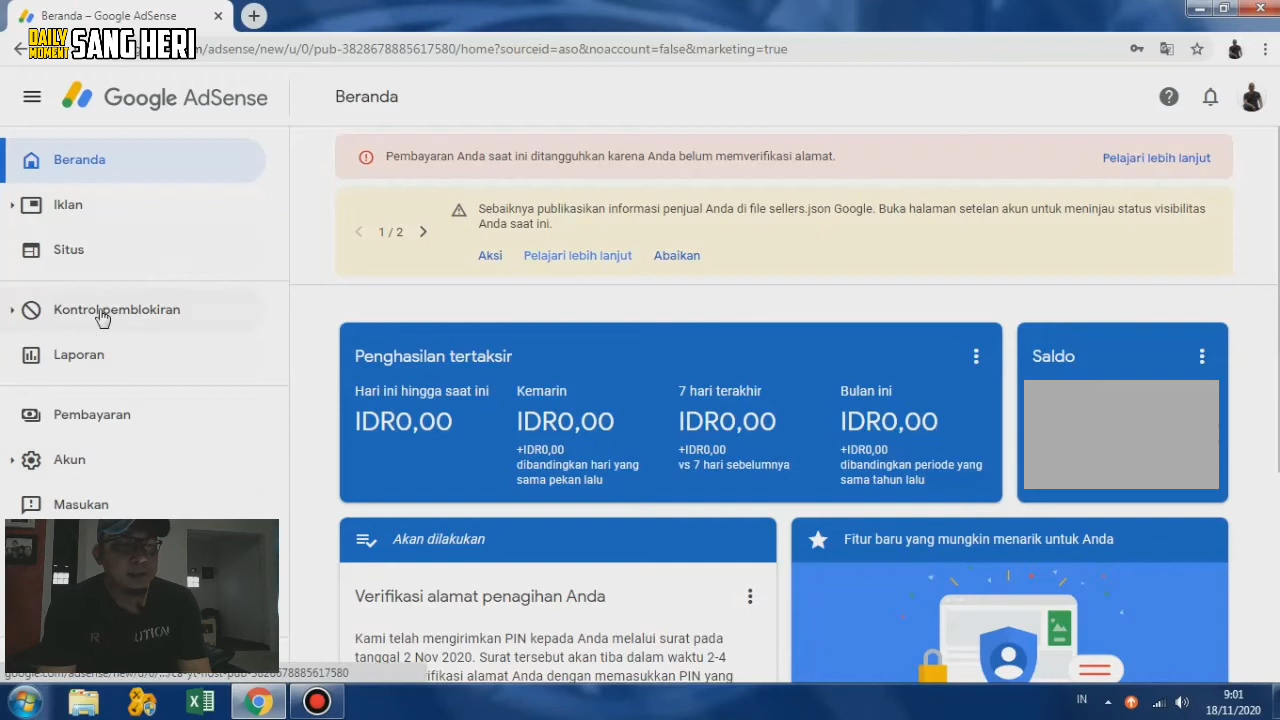 Beranda – Google AdSense
DAILY
MOMENT
SANG HERI
m/adsense/new/u/0/pub-3828678885617580/home?sourceid=aso&noaccount=false&marketing=true
Google AdSense
Beranda
Beranda
Iklan
Situs
Kontrol pemblokiran
Laporan
Pembayaran
Akun
Masukan
Pembayaran Anda saat ini ditangguhkan karena Anda belum memverifikasi alamat.
Pelajari lebih lanjut
1 / 2
Sebaiknya publikasikan informasi penjual Anda di file sellers.json Google. Buka halaman setelan akun untuk meninjau status visibilitas
Anda saat ini.
Aksi Pelajari lebih lanjut Abaikan
Penghasilan tertaksir
Hari ini hingga saat ini
IDR0,00
Kemarin
IDR0,00
+IDR0,00
dibandingkan hari yang
sama pekan lalu
7 hari terakhir
IDR0,00
+IDR0,00
vs 7 hari sebelumnya
Bulan ini
IDR0,00
+IDR0,00
dibandingkan periode yang
sama tahun lalu
Saldo
Akan dilakukan
Verifikasi alamat penagihan Anda
Kami telah mengirimkan PIN kepada Anda melalui surat pada
tanggal 2 Nov 2020. Surat tersebut akan tiba dalam waktu 2-4
erifikasi alamat Anda dengan memasukkan PIN yang
Fitur baru yang mungkin menarik untuk Anda
IN
9:01
18/11/2020